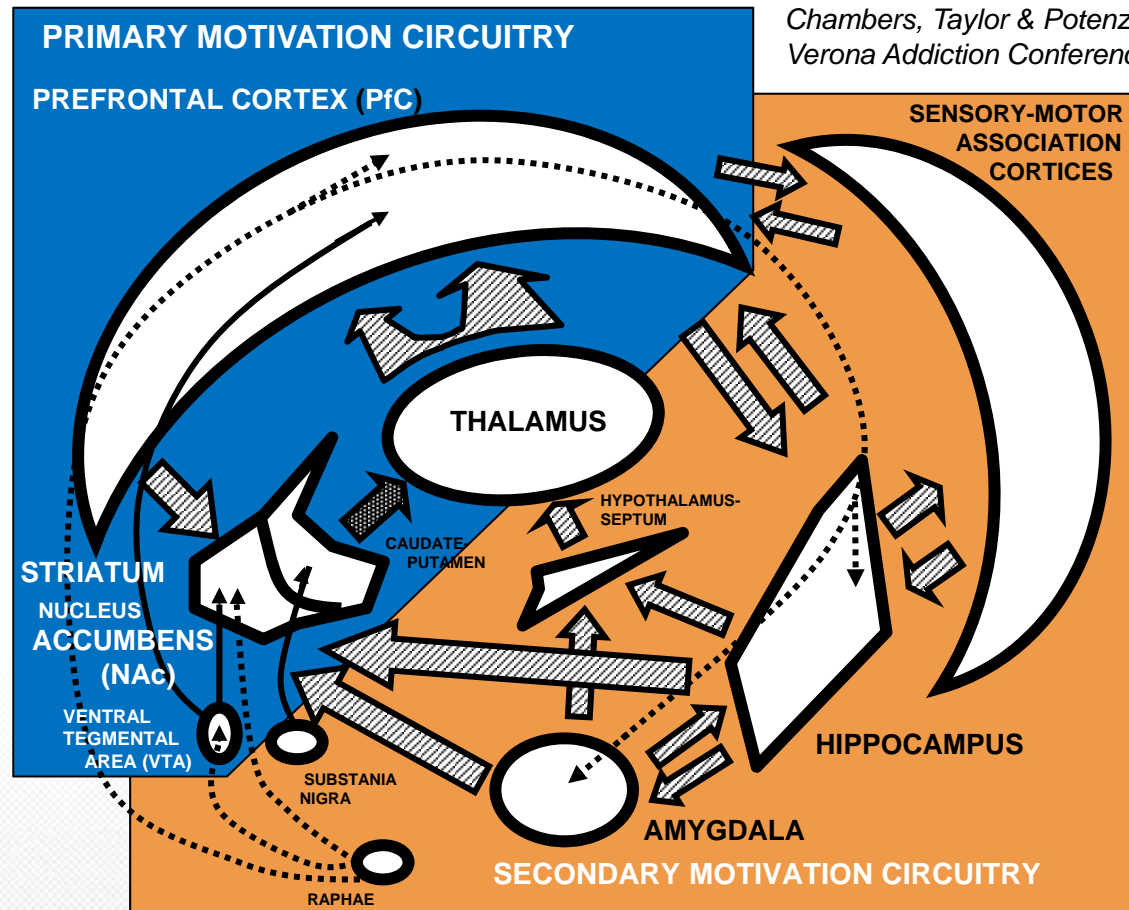 Chambers, Taylor & Potenz
Verona Addiction Conferenc
PRIMARY MOTIVATION CIRCUITRY
PREFRONTAL CORTEX (PfC)
SENSORY-MOTOR
ASSOCIATION
CORTICES
THALAMUS
HYPOTHALAMUS-
SEPTUM
CAUDATE-
PUTAMEN
STRIATUM
NUCLEUS
ACCUMBENS
(NAc)
VENTRAL
TEGMENTAL
AREA (VTA)
SUBSTANIA
NIGRA
HIPPOCAMPUS
AMYGDALA
SECONDARY MOTIVATION CIRCUITRY
RAPHAE